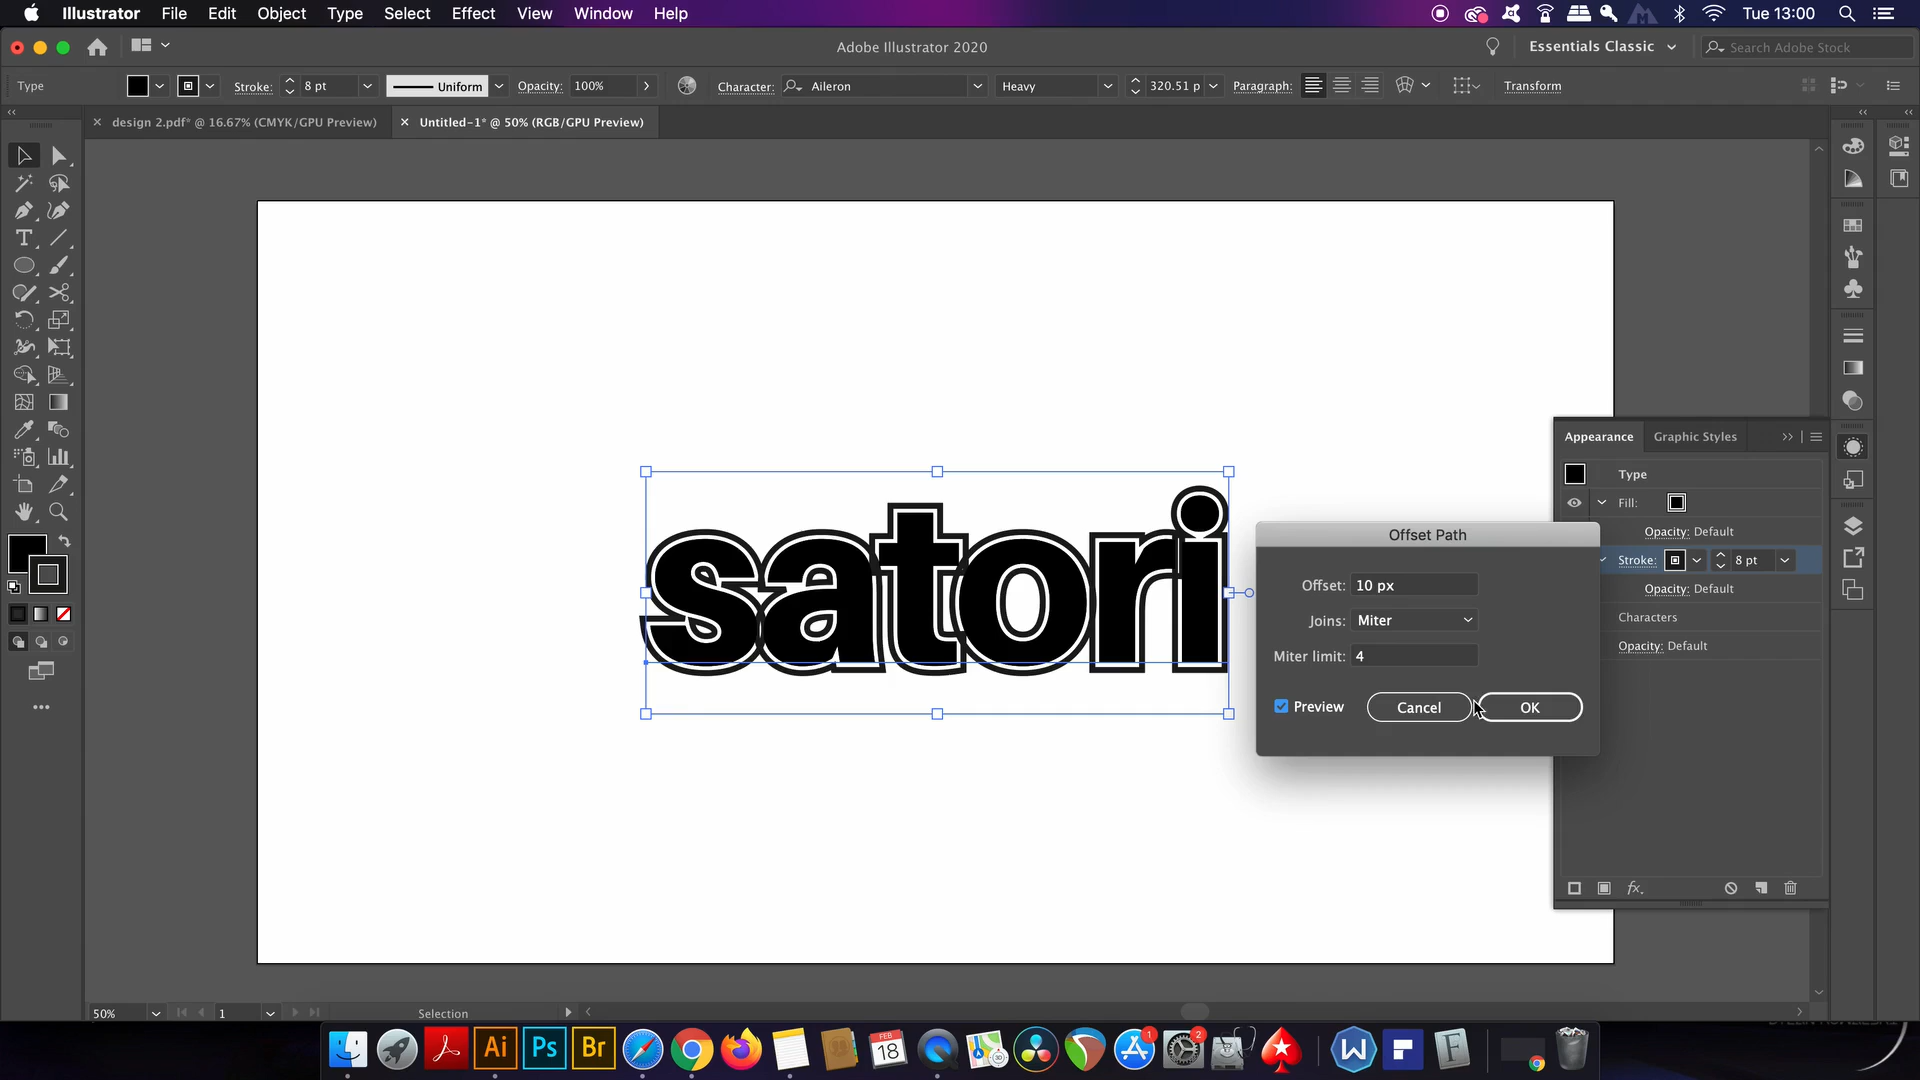 Illustrator File Edit Object Type Select Effect View Window Help Tue 13:00
Adobe Illustrator 2020 Essentials Classic Search Adobe Stock
Type Stroke: 8 pt Uniform Opacity: 100% Character: Aileron Heavy 320.51 p Paragraph: Transform
design 2.pdf* @ 16.67% (CMYK/GPU Preview) Untitled-1* @ 50% (RGB/GPU Preview)
satori
Appearance Graphic Styles
Type
Fill:
Opacity: Default
Stroke: 8 pt
Opacity: Default
Characters
Opacity: Default
fx.
Offset Path
Offset: 10 px
Joins: Miter
Miter limit: 4
Preview Cancel OK
50% 1 Selection
Ai Ps Br FEB 18 1 2